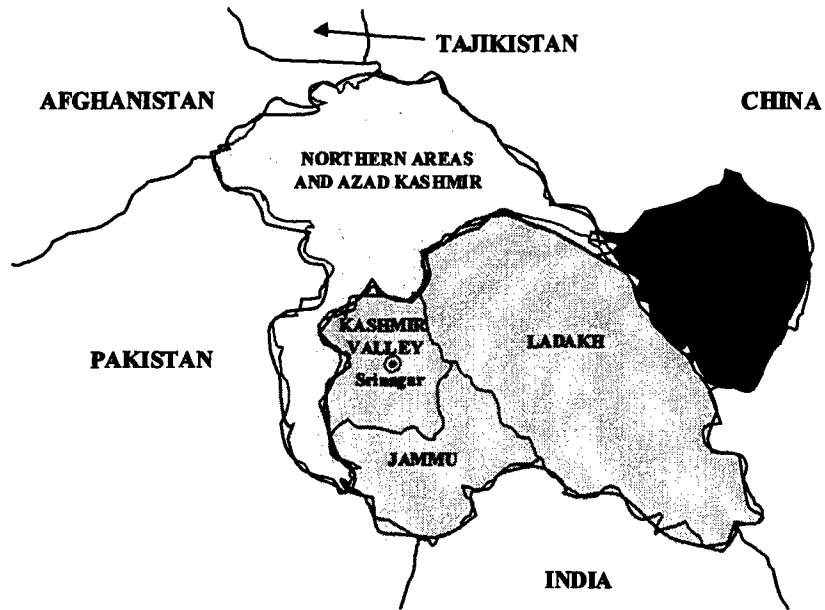 TAJIKISTAN
AFGHANISTAN
CHINA
NORTHERN AREAS
AND AZAD KASHMIR
KASHMIR
VALLEY
Srinagar
LADAKH
PAKISTAN
JAMMU
INDIA